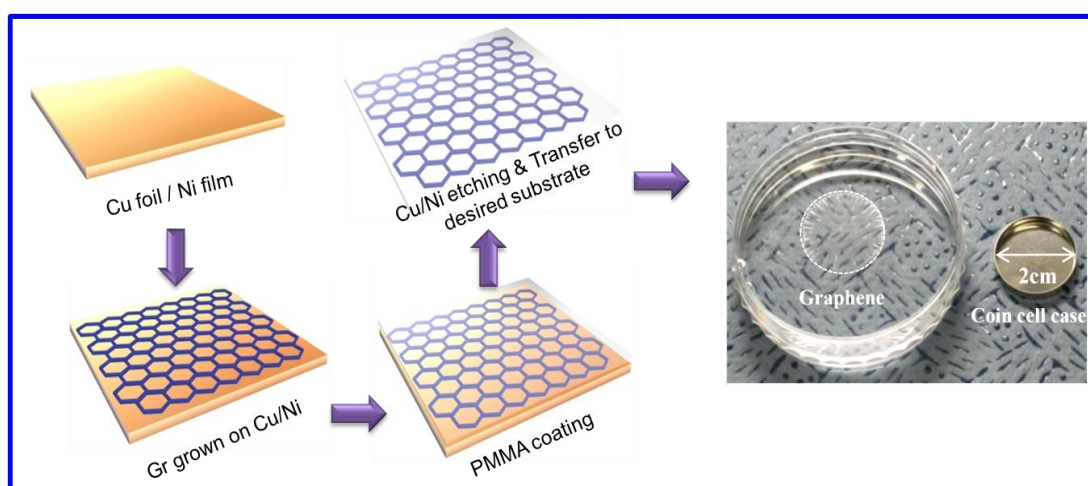 Cu foil / Ni film
Gr grown on Cu/Ni
PMMA coating
Cu/Ni etching & Transfer to
desired substrate
Graphene
2cm
Coin cell case